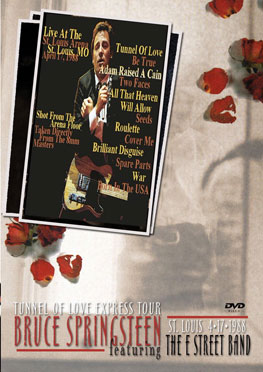 Live At The
St. Louis Arena
St. Louis, MO
April 17, 1988
Tunnel Of Love
Be True
Adam Raised A Cain
Two Faces
All That Heaven
Will Allow
Seeds
Roulette
Cover Me
Brilliant Disguise
Spare Parts
War
Born In The USA
Shot From The
Arena Floor
Taken Directly
From The 8mm
Masters
TUNNEL OF LOVE EXPRESS TOUR
DVD
BRUCE SPRINGSTEEN
ST. LOUIS 4-17-1988
featuring THE E STREET BAND